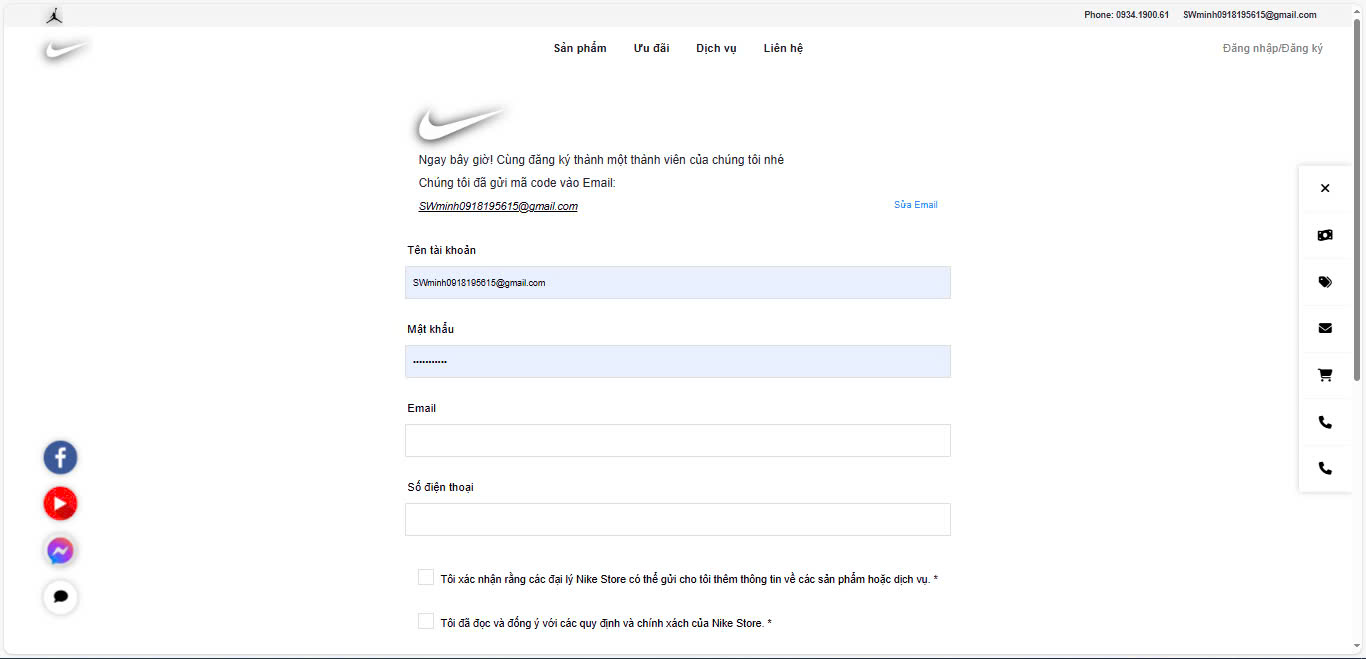 Phone: 0934.1900.61 SWminh0918195615@gmail.com
Sản phẩm Ưu đãi Dịch vụ Liên hệ Đăng nhập/Đăng ký
Ngay bây giờ! Cùng đăng ký thành một thành viên của chúng tôi nhé
Chúng tôi đã gửi mã code vào Email:
SWminh0918195615@gmail.com Sửa Email
Tên tài khoản
SWminh0918195615@gmail.com
Mật khẩu
•••••••••••
Email
Số điện thoại
Tôi xác nhận rằng các đại lý Nike Store có thể gửi cho tôi thêm thông tin về các sản phẩm hoặc dịch vụ. *
Tôi đã đọc và đồng ý với các quy định và chính xách của Nike Store. *